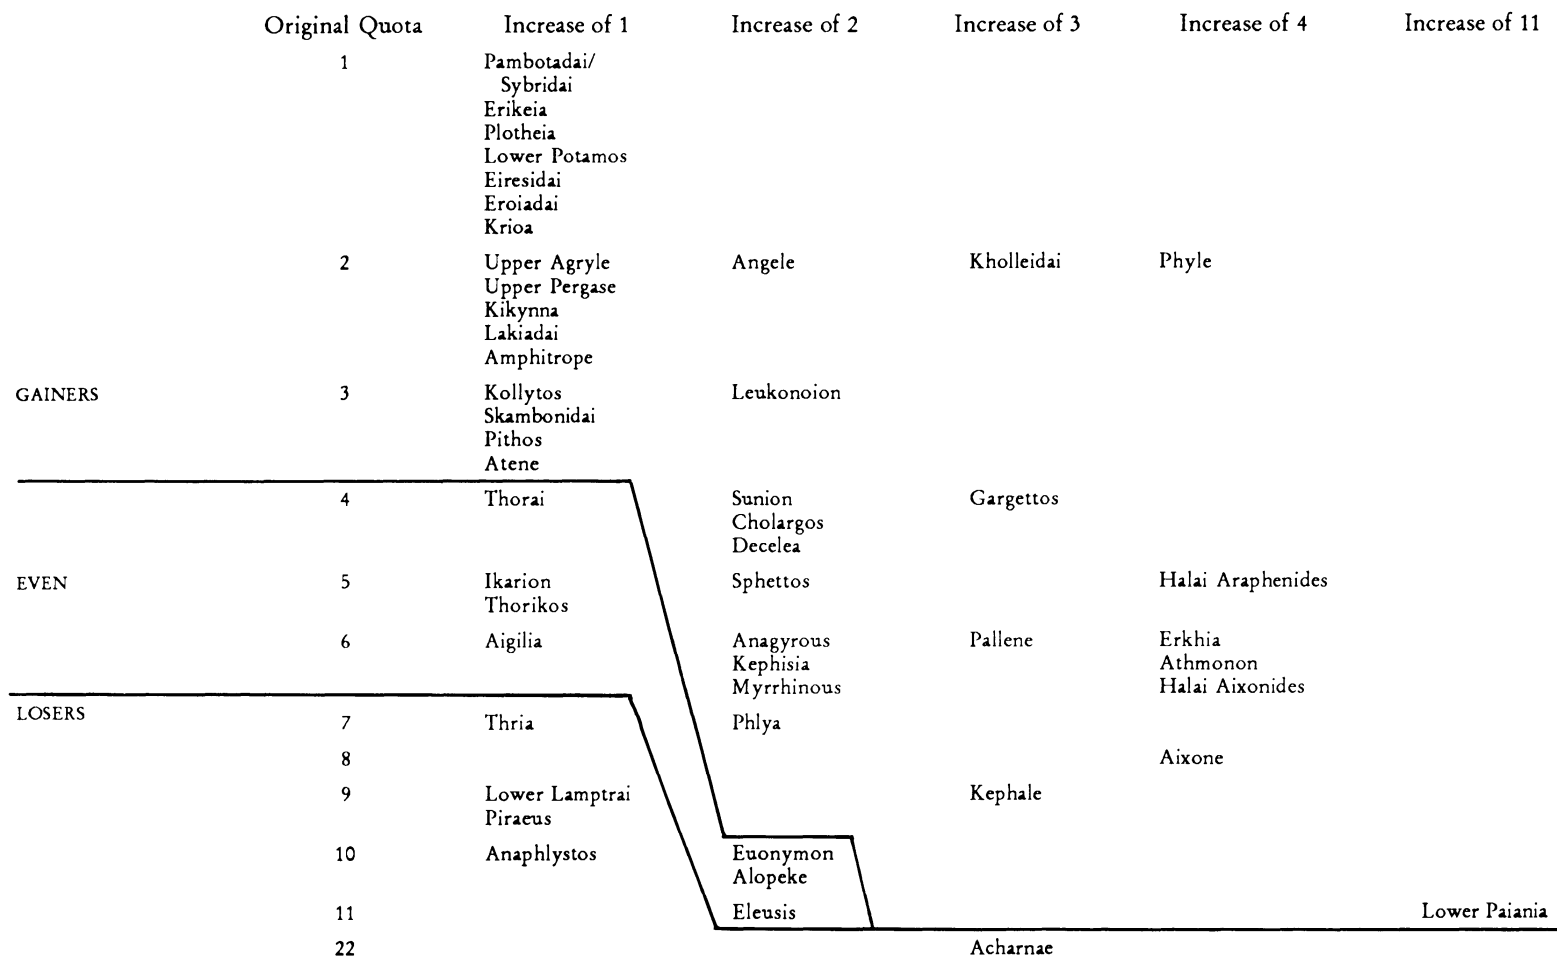 Original Quota Increase of 1 Increase of 2 Increase of 3 Increase of 4 Increase of 11
1 Pambotadai/
Sybridai
Erikeia
Plotheia
Lower Potamos
Eiresidai
Eroiadai
Krioa
2 Upper Agryle Angele Kholleidai Phyle
Upper Pergase
Kikynna
Lakiadai
Amphitrope
GAINERS 3 Kollytos Leukonoion
Skambonidai
Pithos
Atene
4 Thorai Sunion Gargettos
Cholargos
Decelea
EVEN 5 Ikarion Sphettos Halai Araphenides
Thorikos
6 Aigilia Anagyrous Pallene Erkhia
Kephisia Athmonon
Myrrhinous Halai Aixonides
LOSERS 7 Thria Phlya
8 Aixone
9 Lower Lamptrai Kephale
Piraeus
10 Anaphlystos Euonymon
Alopeke
11 Eleusis Lower Paiania
22 Acharnae